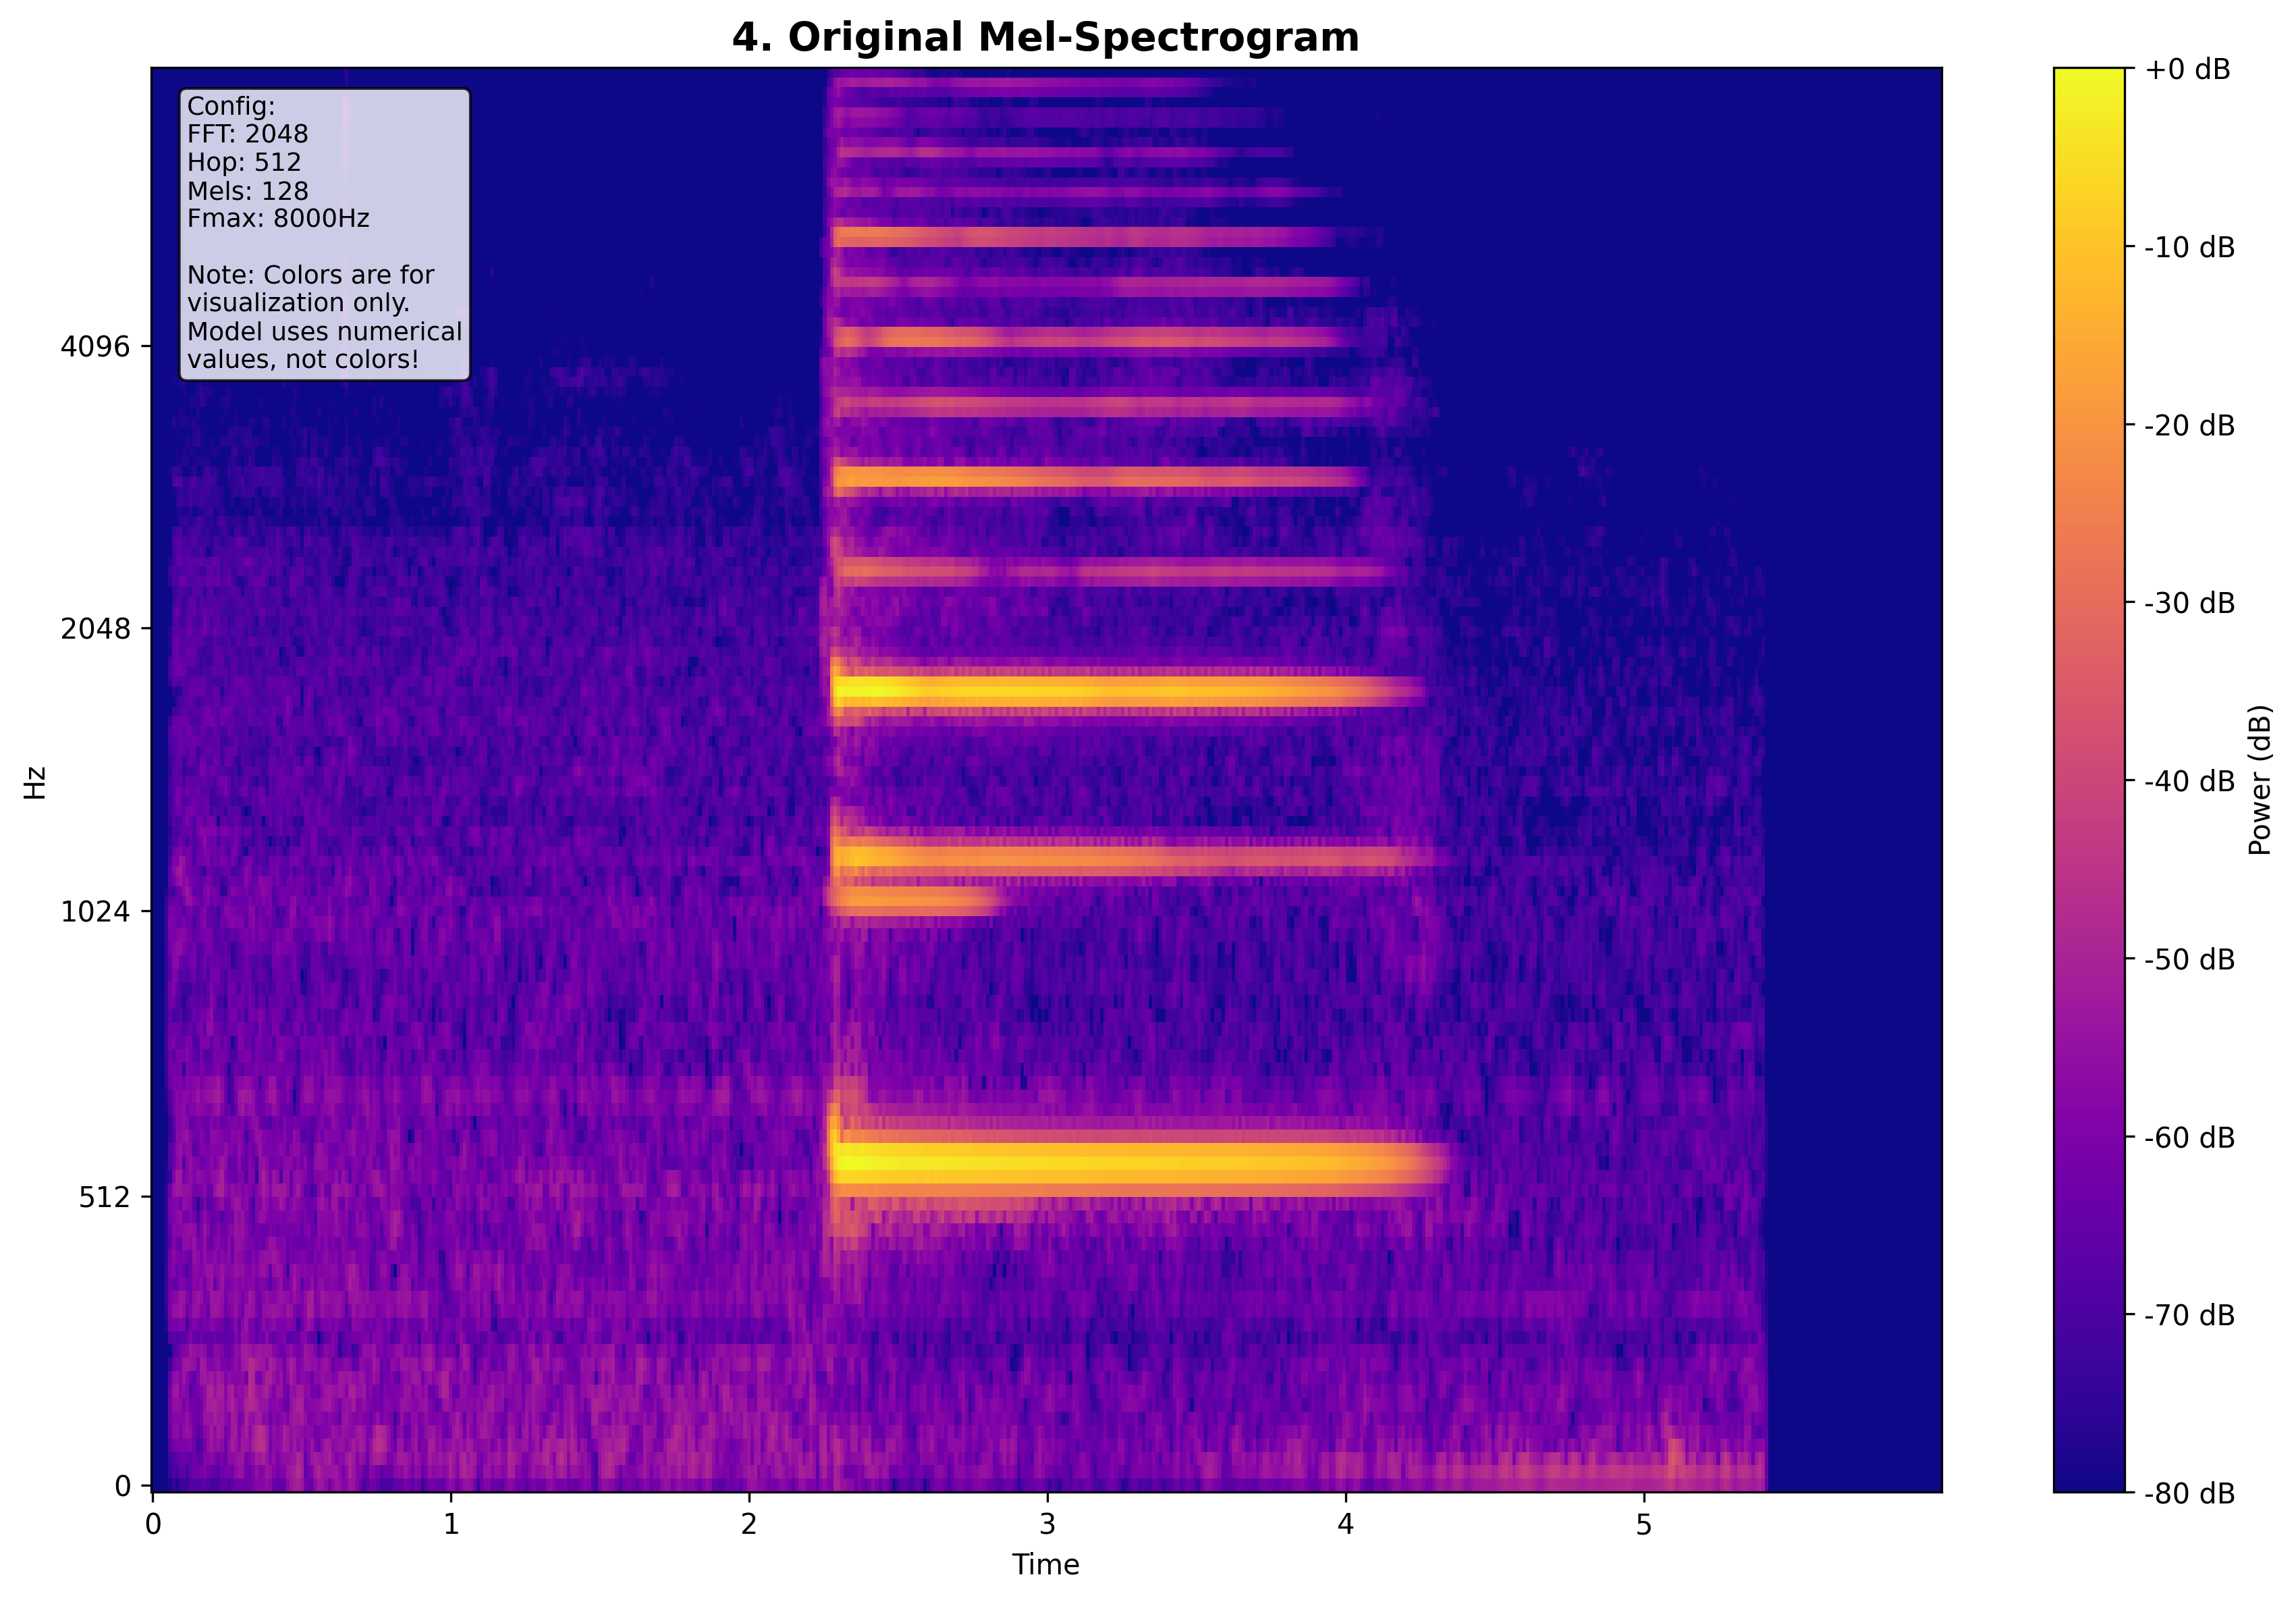 4. Original Mel-Spectrogram
Config:
FFT: 2048
Hop: 512
Mels: 128
Fmax: 8000Hz
Note: Colors are for
visualization only.
Model uses numerical
values, not colors!
Hz
4096
2048
1024
512
0
0 1 2 3 4 5
Time
+0 dB
-10 dB
-20 dB
-30 dB
-40 dB
-50 dB
-60 dB
-70 dB
-80 dB
Power (dB)